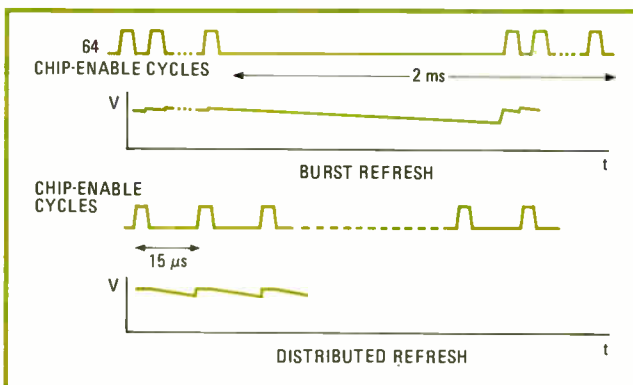 64
CHIP-ENABLE CYCLES
2 ms
V
t
BURST REFRESH
CHIP-ENABLE
CYCLES
15 µs
V
t
DISTRIBUTED REFRESH